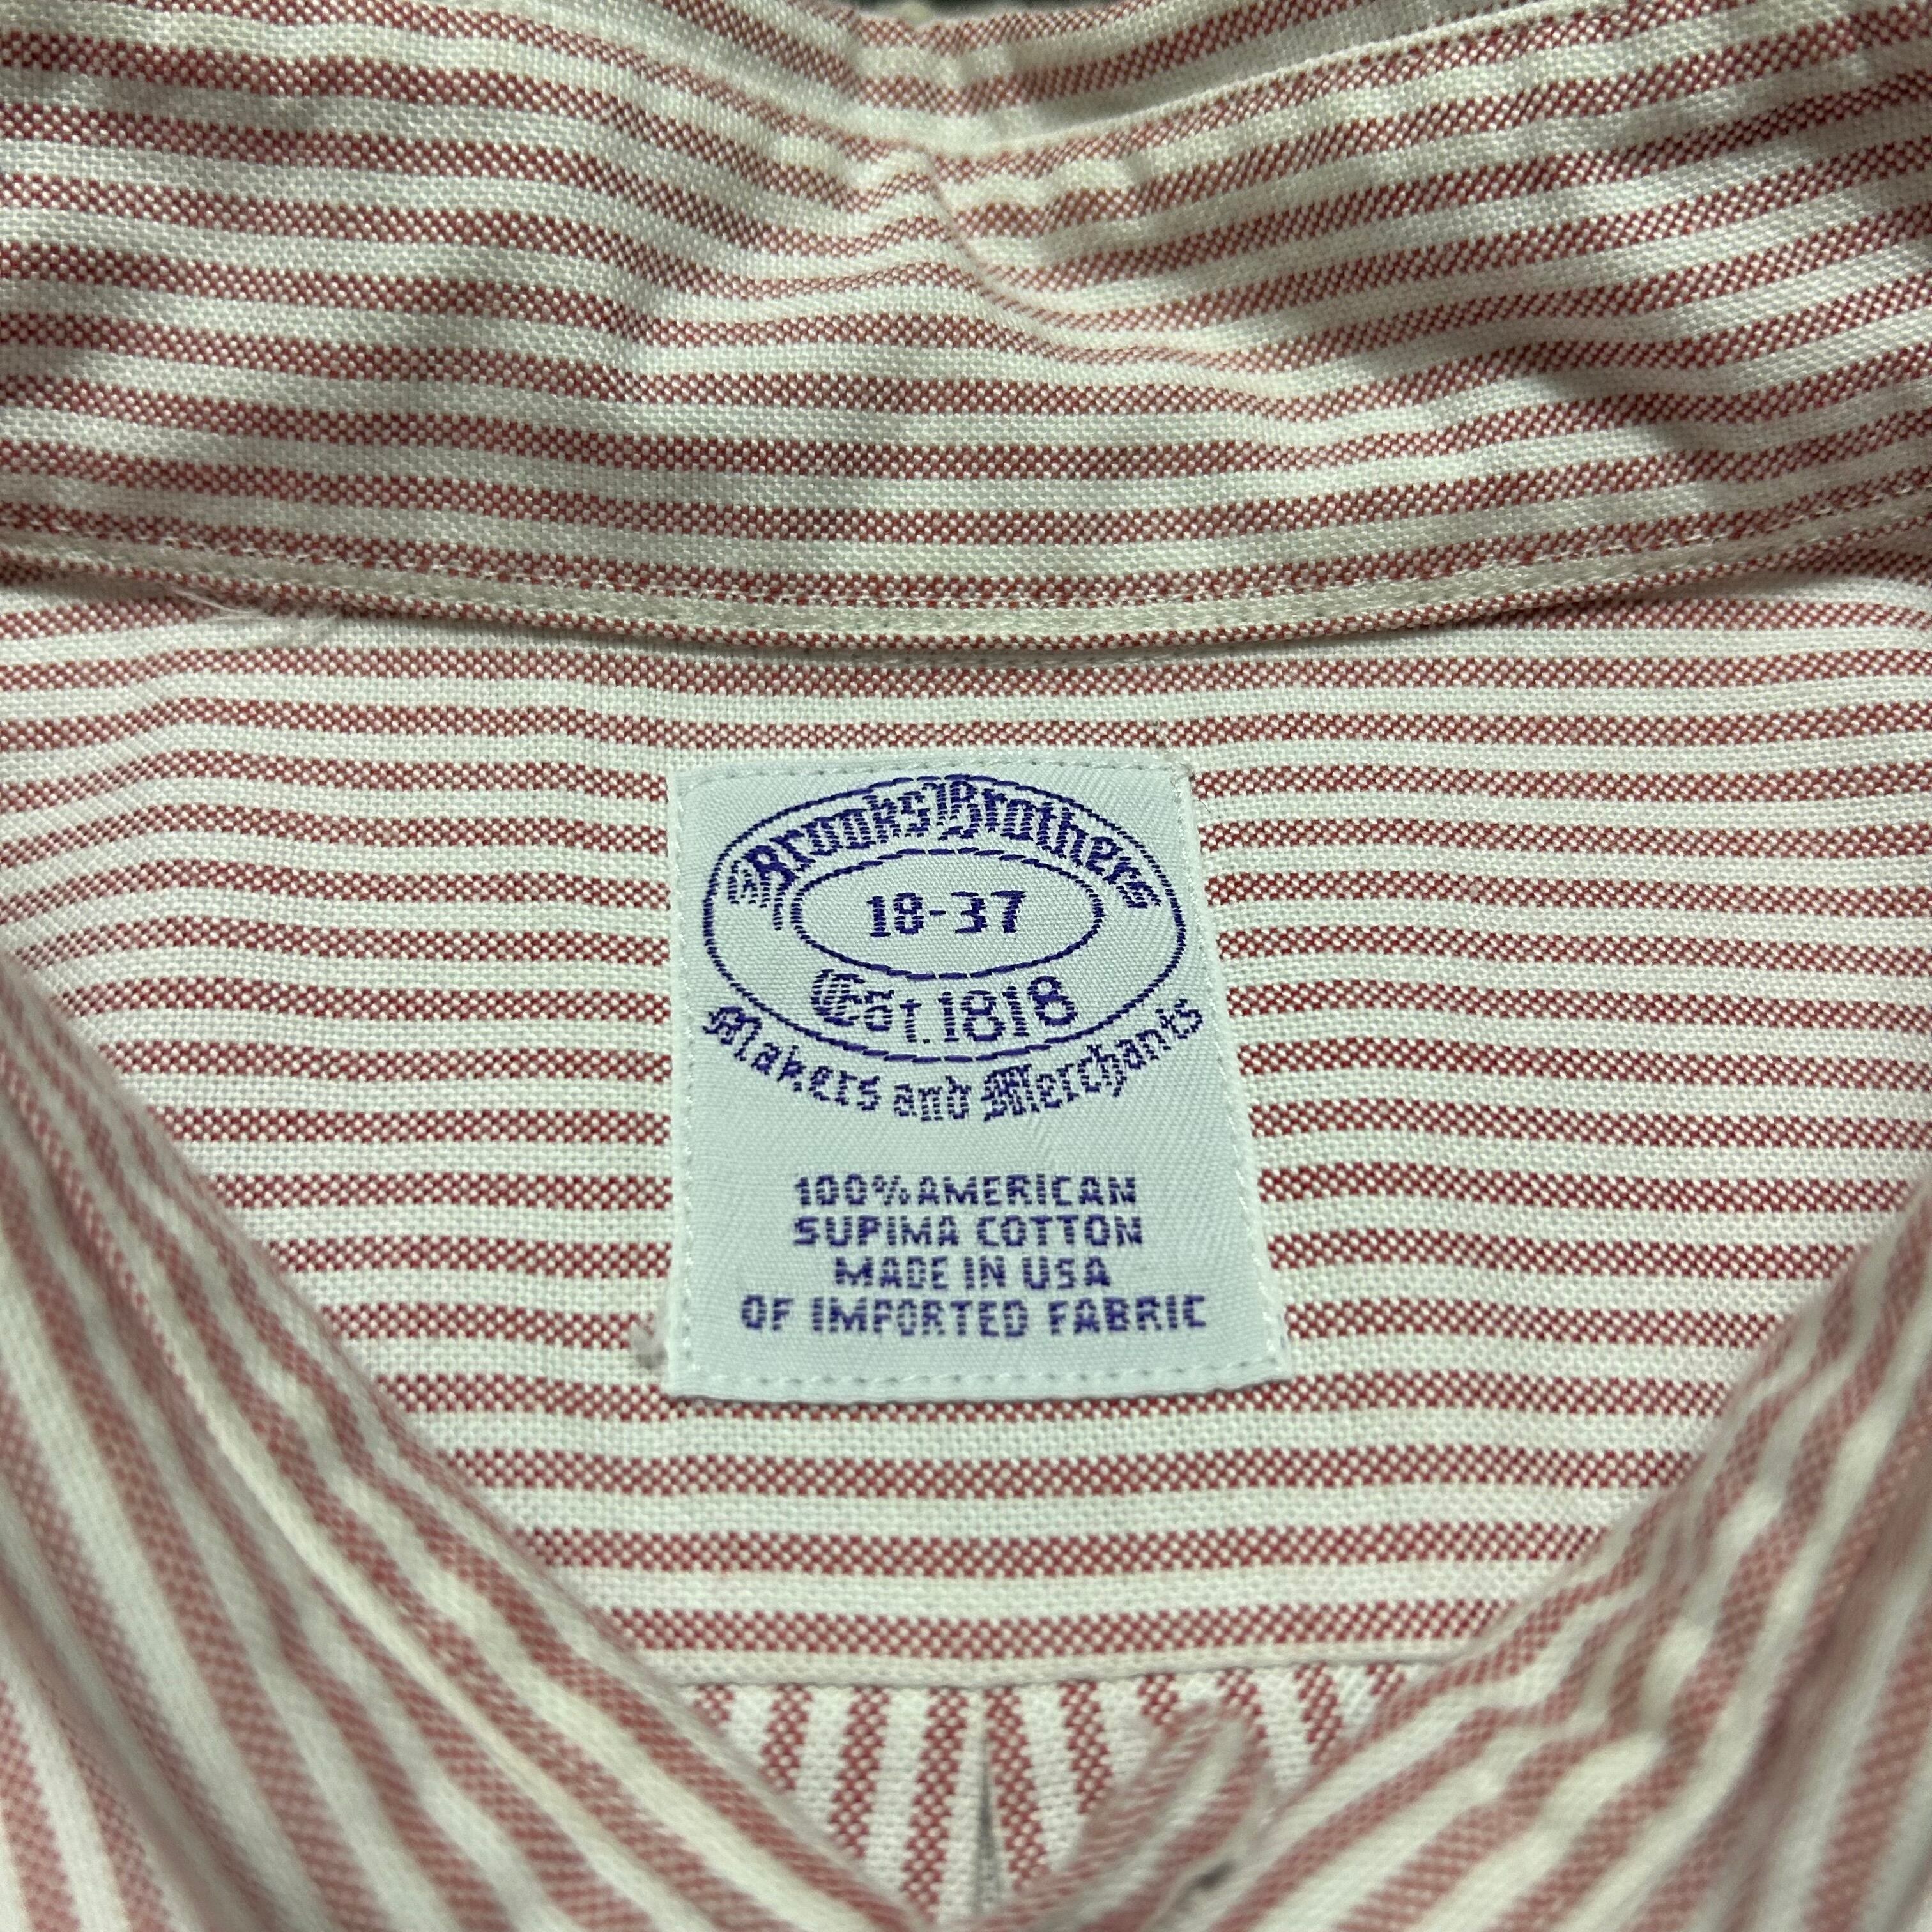 Brooks Brothers
18-37
Est. 1818
Makers and Merchants
100% AMERICAN
SUPIMA COTTON
MADE IN USA
OF IMPORTED FABRIC